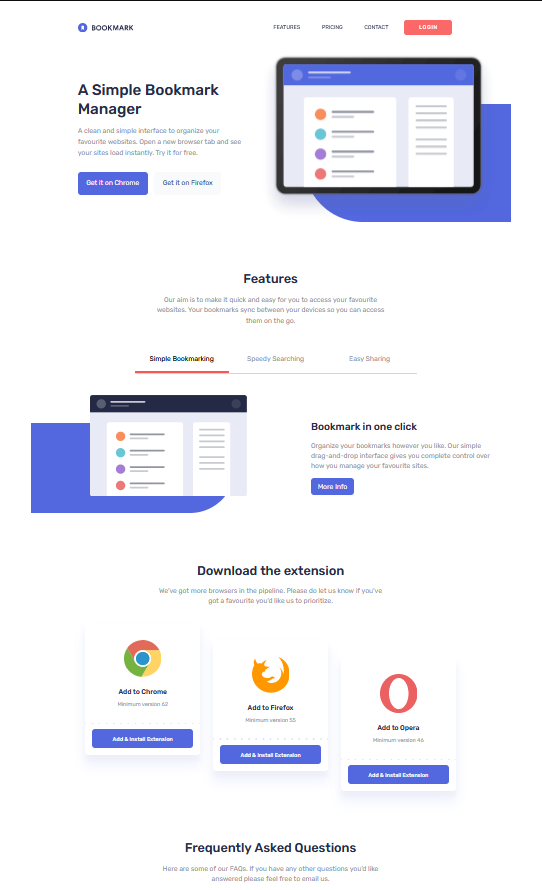 BOOKMARK
FEATURES
PRICING
CONTACT
LOGIN
A Simple Bookmark
Manager
A clean and simple interface to organize your
favourite websites. Open a new browser tab and see
your sites load instantly. Try it for free.
Get it on Chrome
Get it on Firefox
Features
Our aim is to make it quick and easy for you to access your favourite
websites. Your bookmarks sync between your devices so you can access
them on the go.
Simple Bookmarking
Speedy Searching
Easy Sharing
Bookmark in one click
Organize your bookmarks however you like. Our simple
drag-and-drop interface gives you complete control over
how you manage your favourite sites.
More Info
Download the extension
We've got more browsers in the pipeline. Please do let us know if you've
got a favourite you'd like us to prioritize.
Add to Chrome
Minimum version 62
Add & Install Extension
Add to Firefox
Minimum version 55
Add & Install Extension
Add to Opera
Minimum version 46
Add & Install Extension
Frequently Asked Questions
Here are some of our FAQs. If you have any other questions you'd like
answered please feel free to email us.